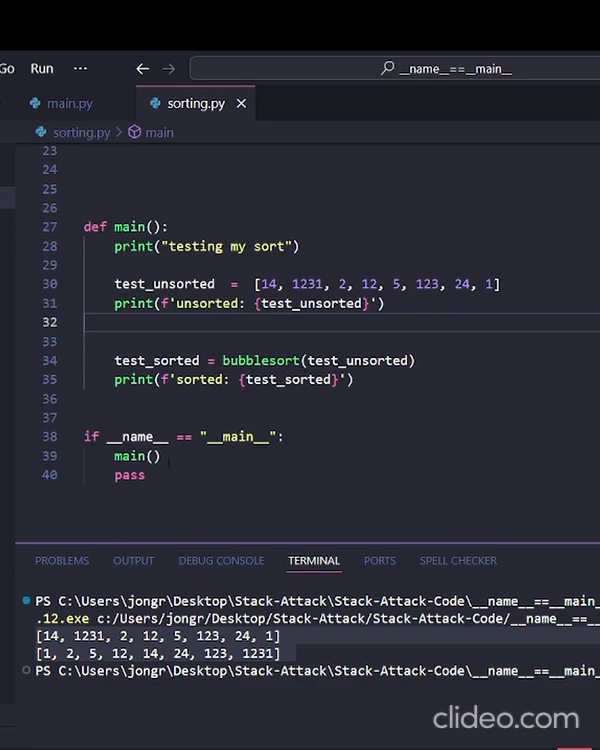 Go Run ··· ← → __name__==__main__
main.py sorting.py ×
sorting.py > main
23
24
25
26
27 def main():
28 print("testing my sort")
29
30 test_unsorted = [14, 1231, 2, 12, 5, 123, 24, 1]
31 print(f'unsorted: {test_unsorted}')
32
33
34 test_sorted = bubblesort(test_unsorted)
35 print(f'sorted: {test_sorted}')
36
37
38 if __name__ == "__main__":
39 main()
40 pass
PROBLEMS OUTPUT DEBUG CONSOLE TERMINAL PORTS SPELL CHECKER
PS C:\Users\jongr\Desktop\Stack-Attack\Stack-Attack-Code\__name__==__main_
.12.exe c:/Users/jongr/Desktop/Stack-Attack/Stack-Attack-Code/__name__==__
[14, 1231, 2, 12, 5, 123, 24, 1]
[1, 2, 5, 12, 14, 24, 123, 1231]
PS C:\Users\jongr\Desktop\Stack-Attack\Stack-Attack-Code\__name__==__main_
clideo.com